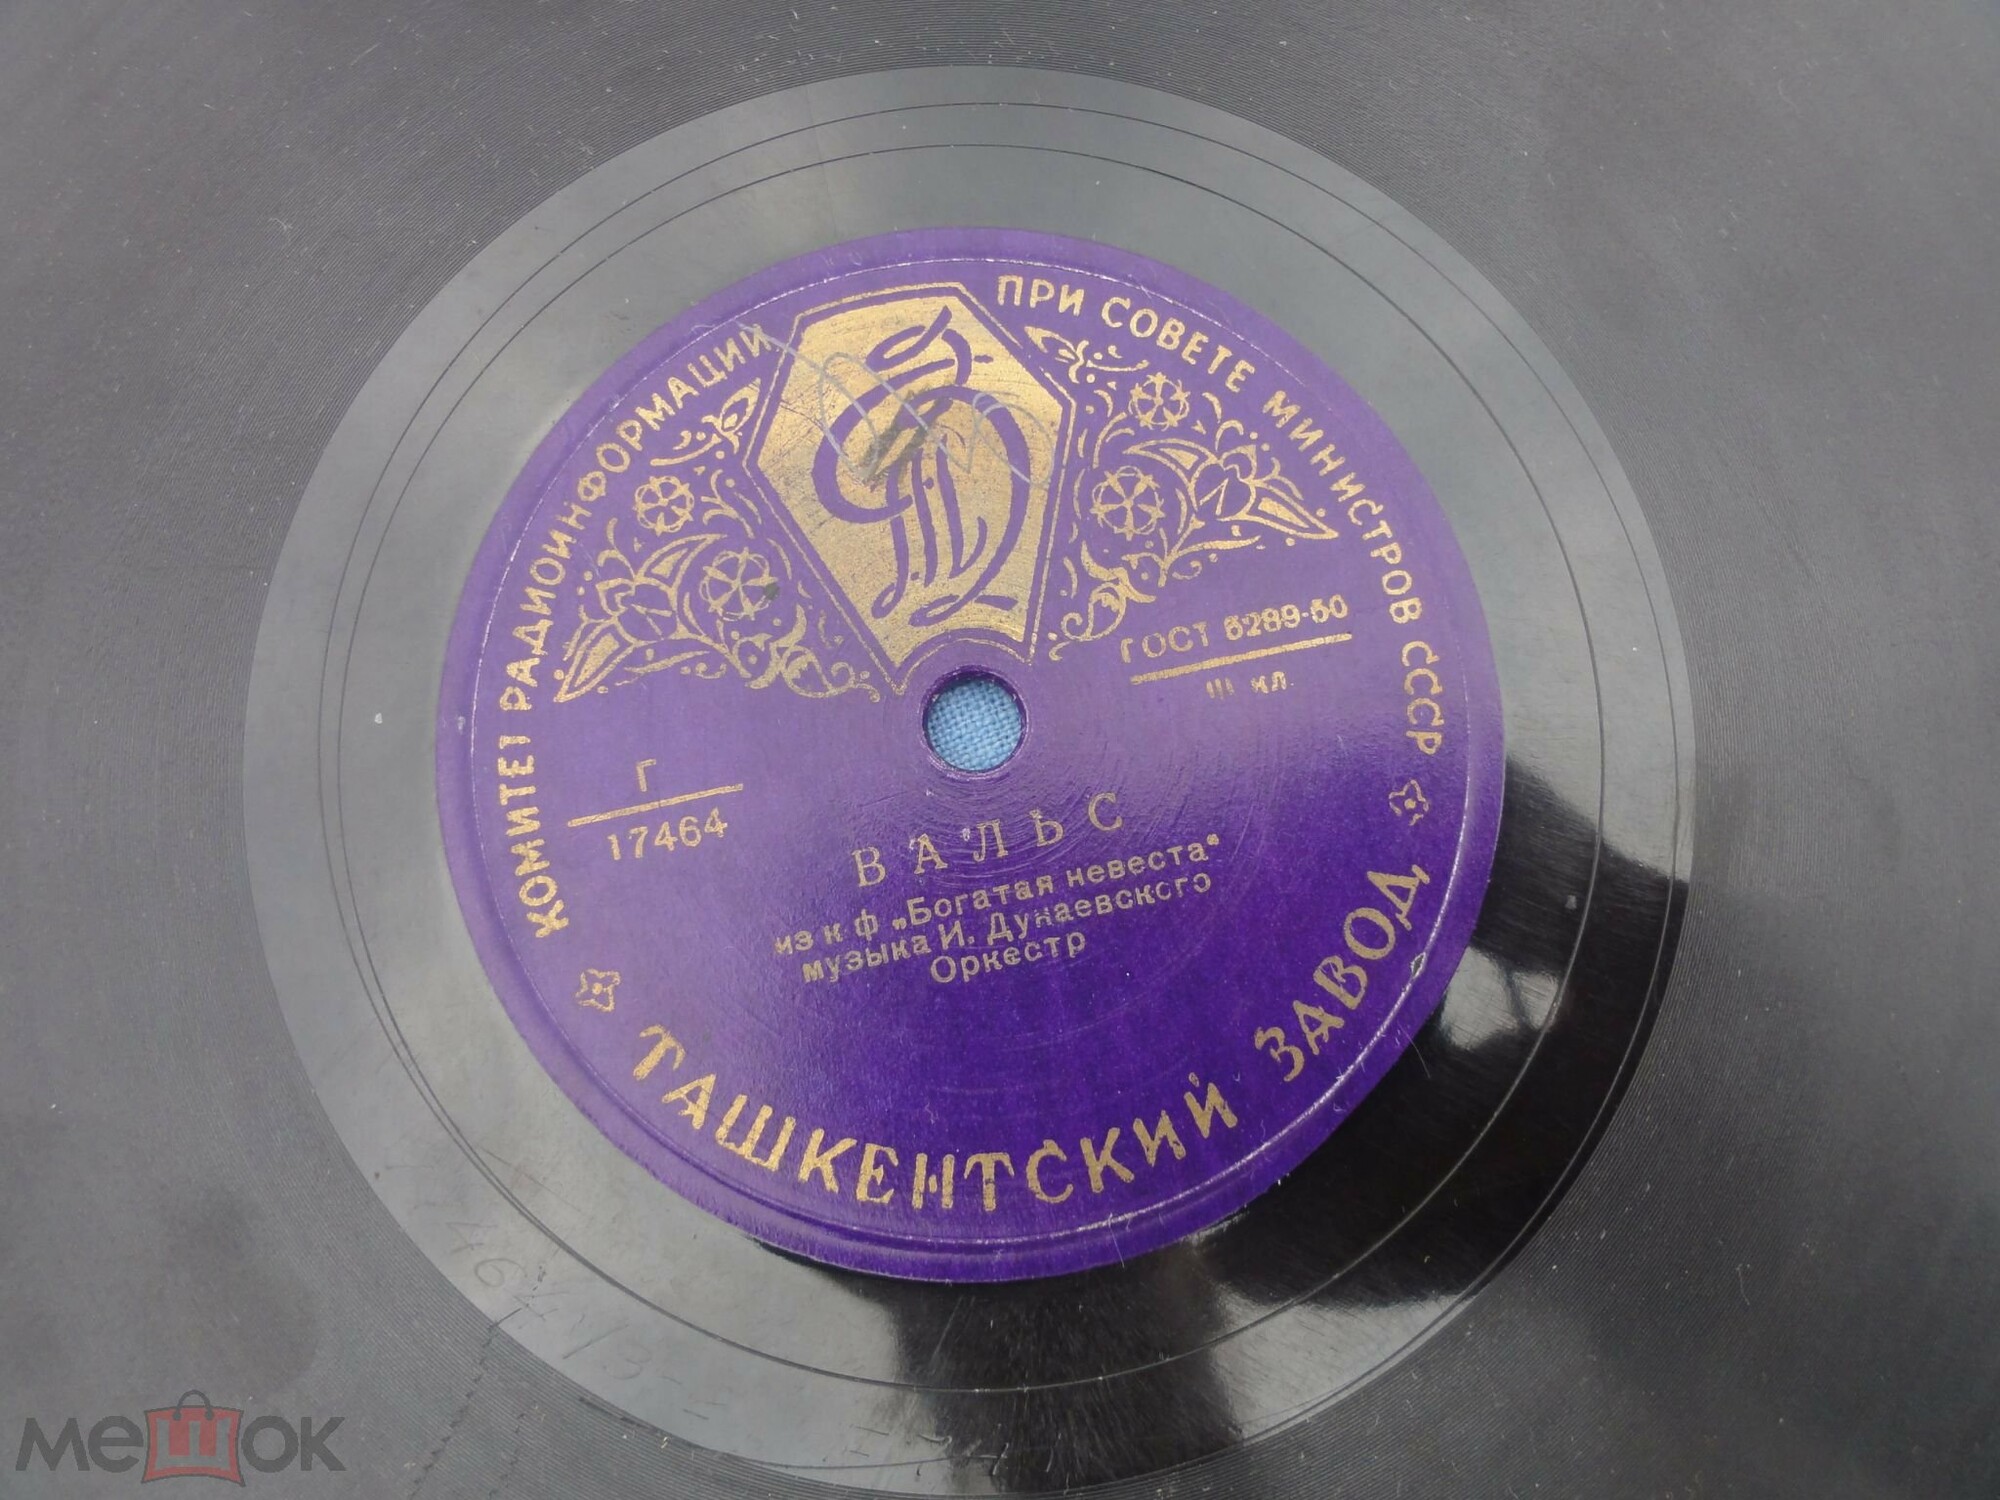 КОМИТЕТ РАДИОИНФОРМАЦИИ ПРИ СОВЕТЕ МИНИСТРОВ СССР
ГОСТ 5289-50
III кл.
Г
17464
ВАЛЬС
из к ф „Богатая невеста"
музыка И. Дунаевского
Оркестр
ТАШКЕНТСКИЙ ЗАВОД
мешок